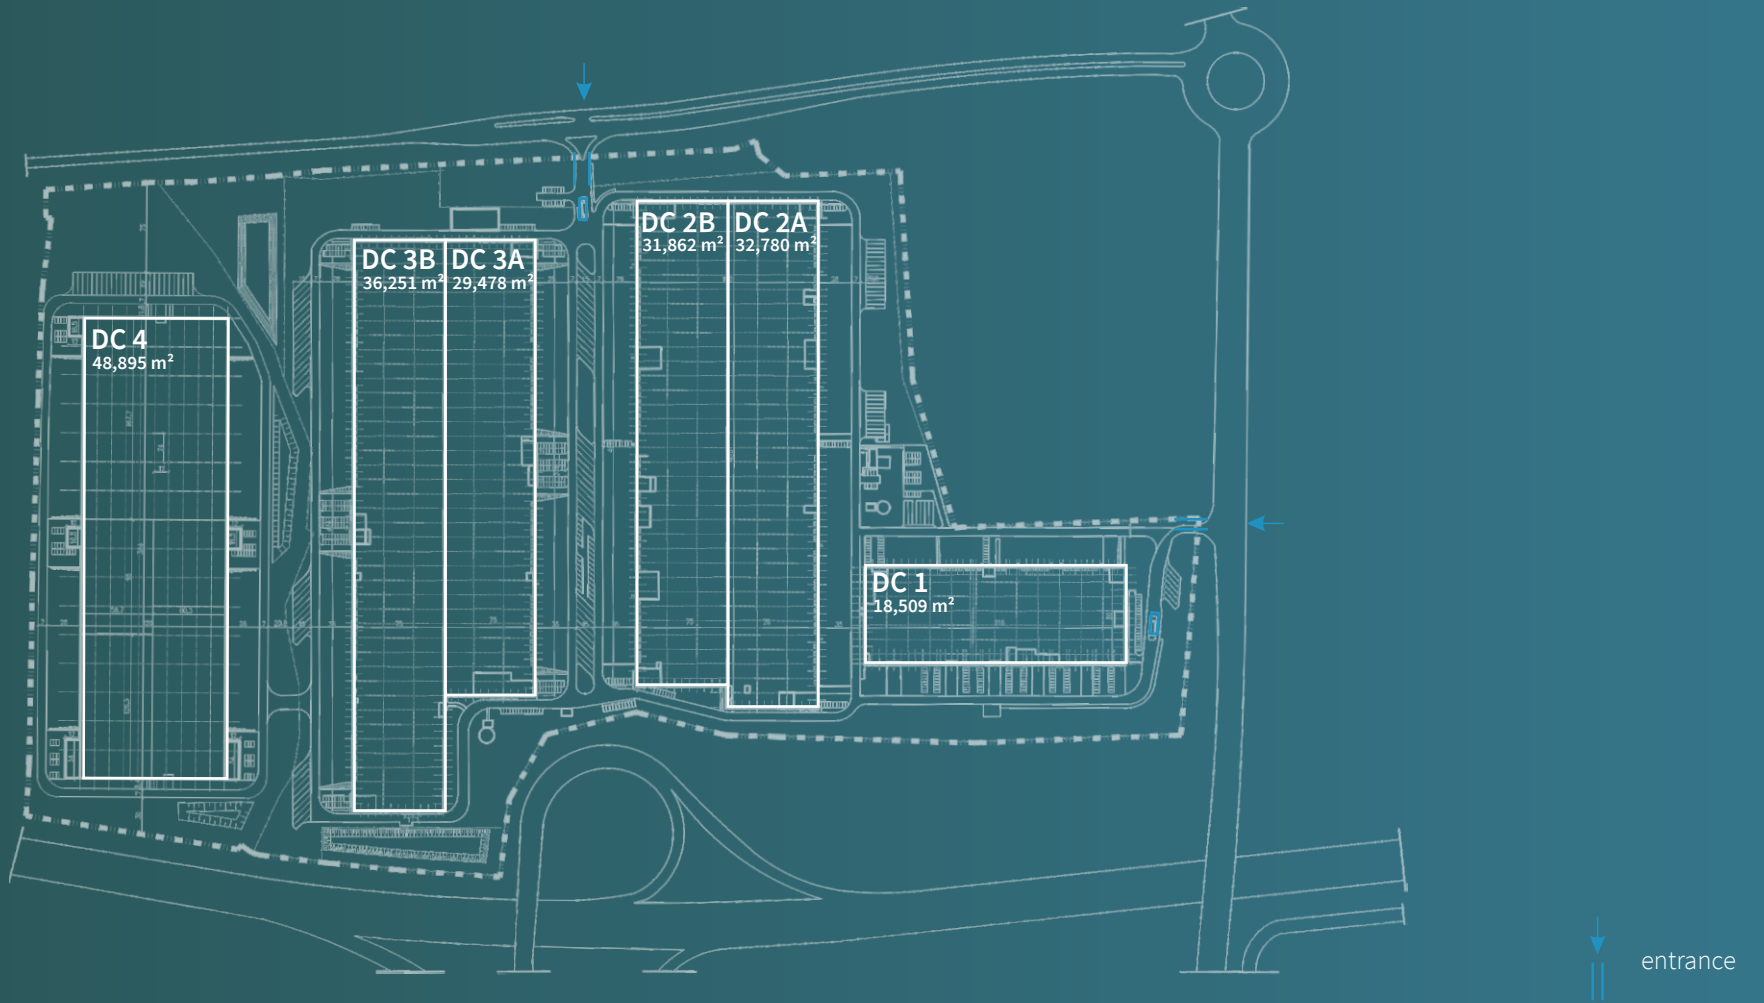 DC 2B
31,862 m²
DC 2A
32,780 m²
DC 3B
36,251 m²
DC 3A
29,478 m²
DC 4
48,895 m²
DC 1
18,509 m²
entrance